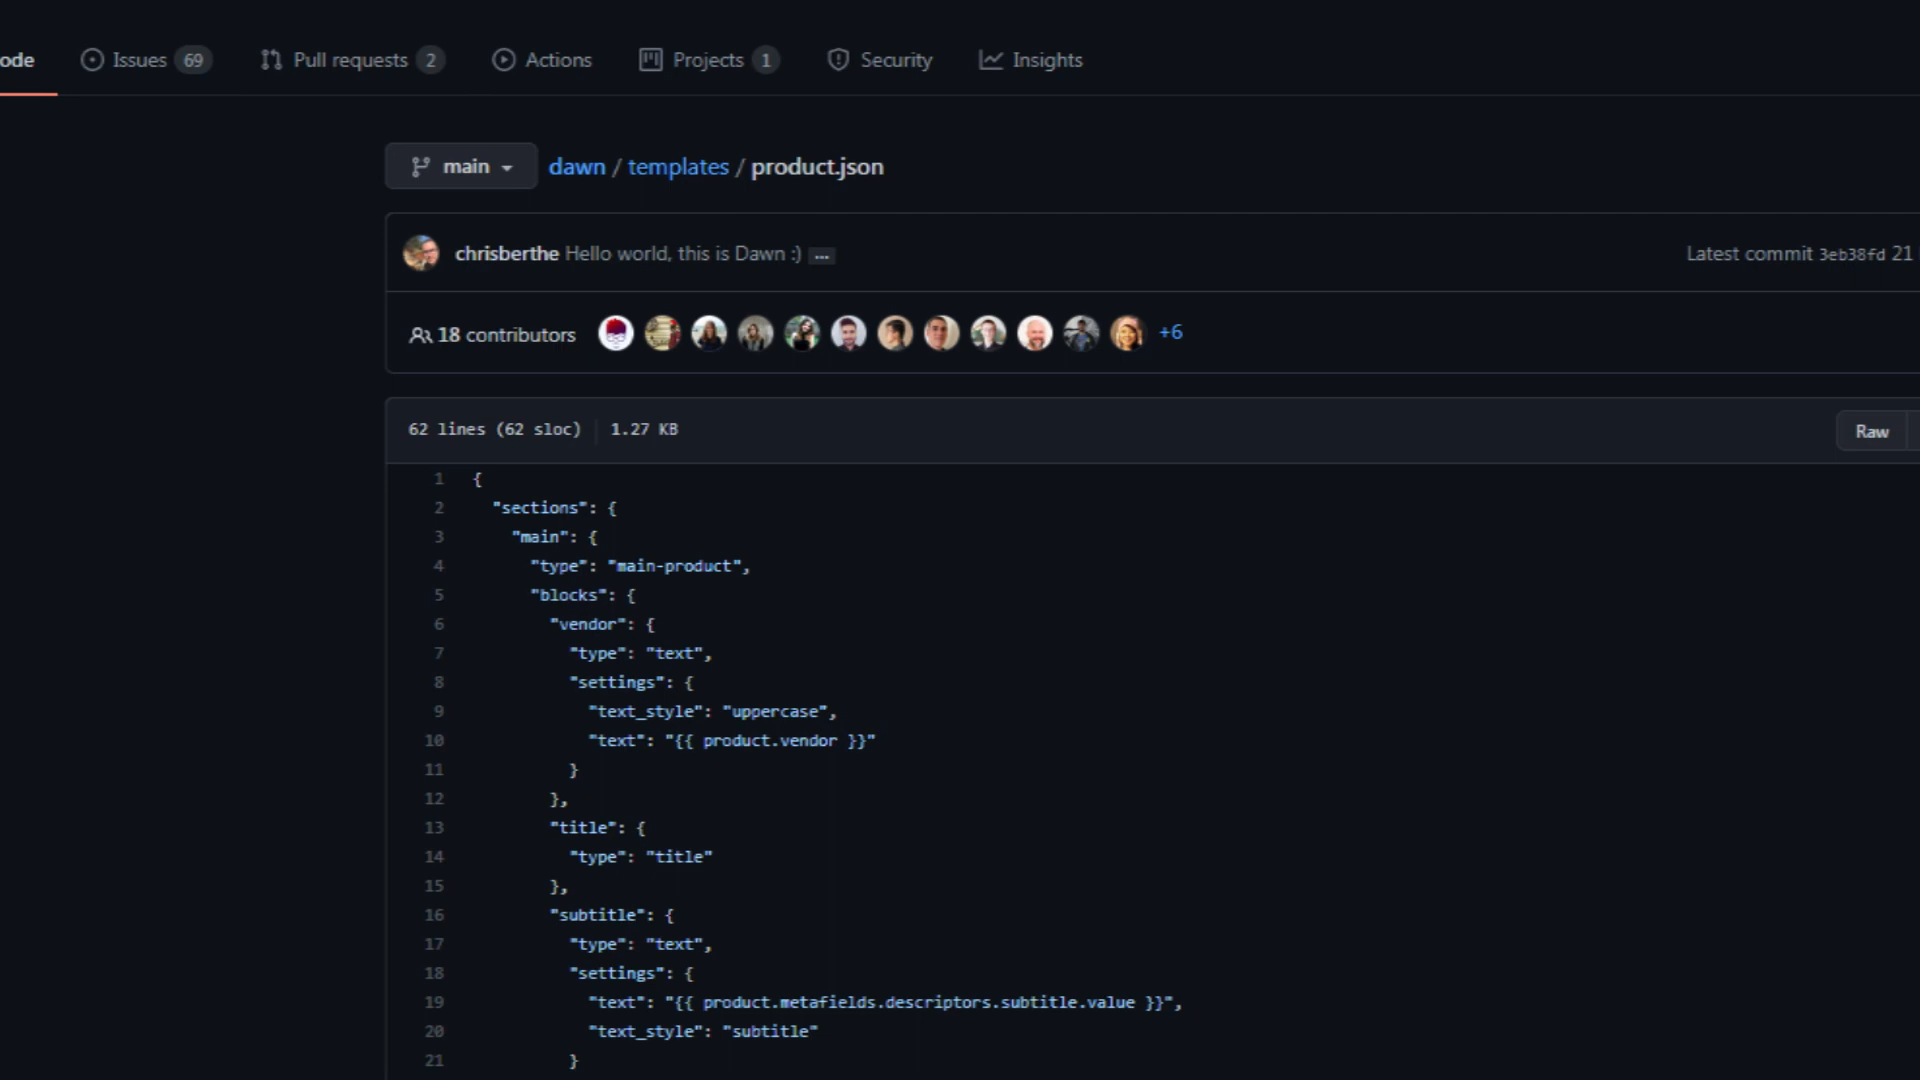 ode Issues 69 Pull requests 2 Actions Projects 1 Security Insights
main dawn / templates / product.json
chrisberthe Hello world, this is Dawn :) ... Latest commit 3eb38fd 21
18 contributors +6
62 lines (62 sloc) 1.27 KB Raw
1 {
2 "sections": {
3 "main": {
4 "type": "main-product",
5 "blocks": {
6 "vendor": {
7 "type": "text",
8 "settings": {
9 "text_style": "uppercase",
10 "text": "{{ product.vendor }}"
11 }
12 },
13 "title": {
14 "type": "title"
15 },
16 "subtitle": {
17 "type": "text",
18 "settings": {
19 "text": "{{ product.metafields.descriptors.subtitle.value }}",
20 "text_style": "subtitle"
21 }